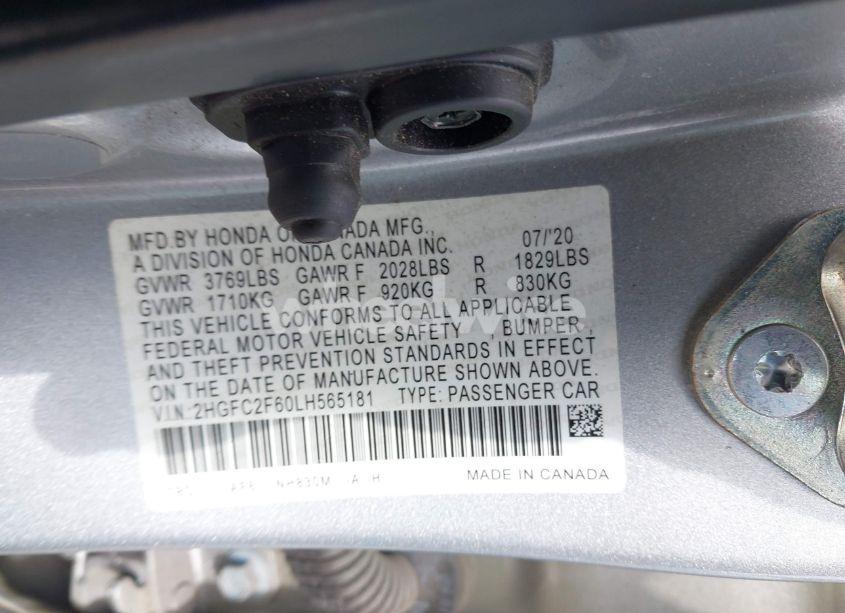 MFD.BY HONDA OF CANADA MFG.,
A DIVISION OF HONDA CANADA INC. 07/'20
GVWR 3769LBS GAWR F 2028LBS R 1829LBS
GVWR 1710KG GAWR F 920KG R 830KG
THIS VEHICLE CONFORMS TO ALL APPLICABLE
FEDERAL MOTOR VEHICLE SAFETY , BUMPER ,
AND THEFT PREVENTION STANDARDS IN EFFECT
ON THE DATE OF MANUFACTURE SHOWN ABOVE.
VIN:2HGFC2F60LH565181 TYPE: PASSENGER CAR
NH830M A H
MADE IN CANADA